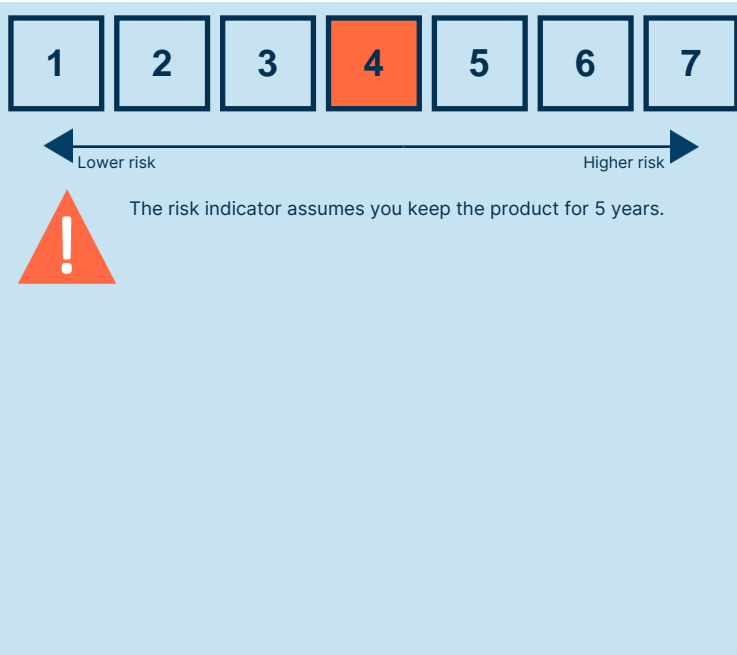 1 2 3 4 5 6 7
Lower risk Higher risk
The risk indicator assumes you keep the product for 5 years.
!